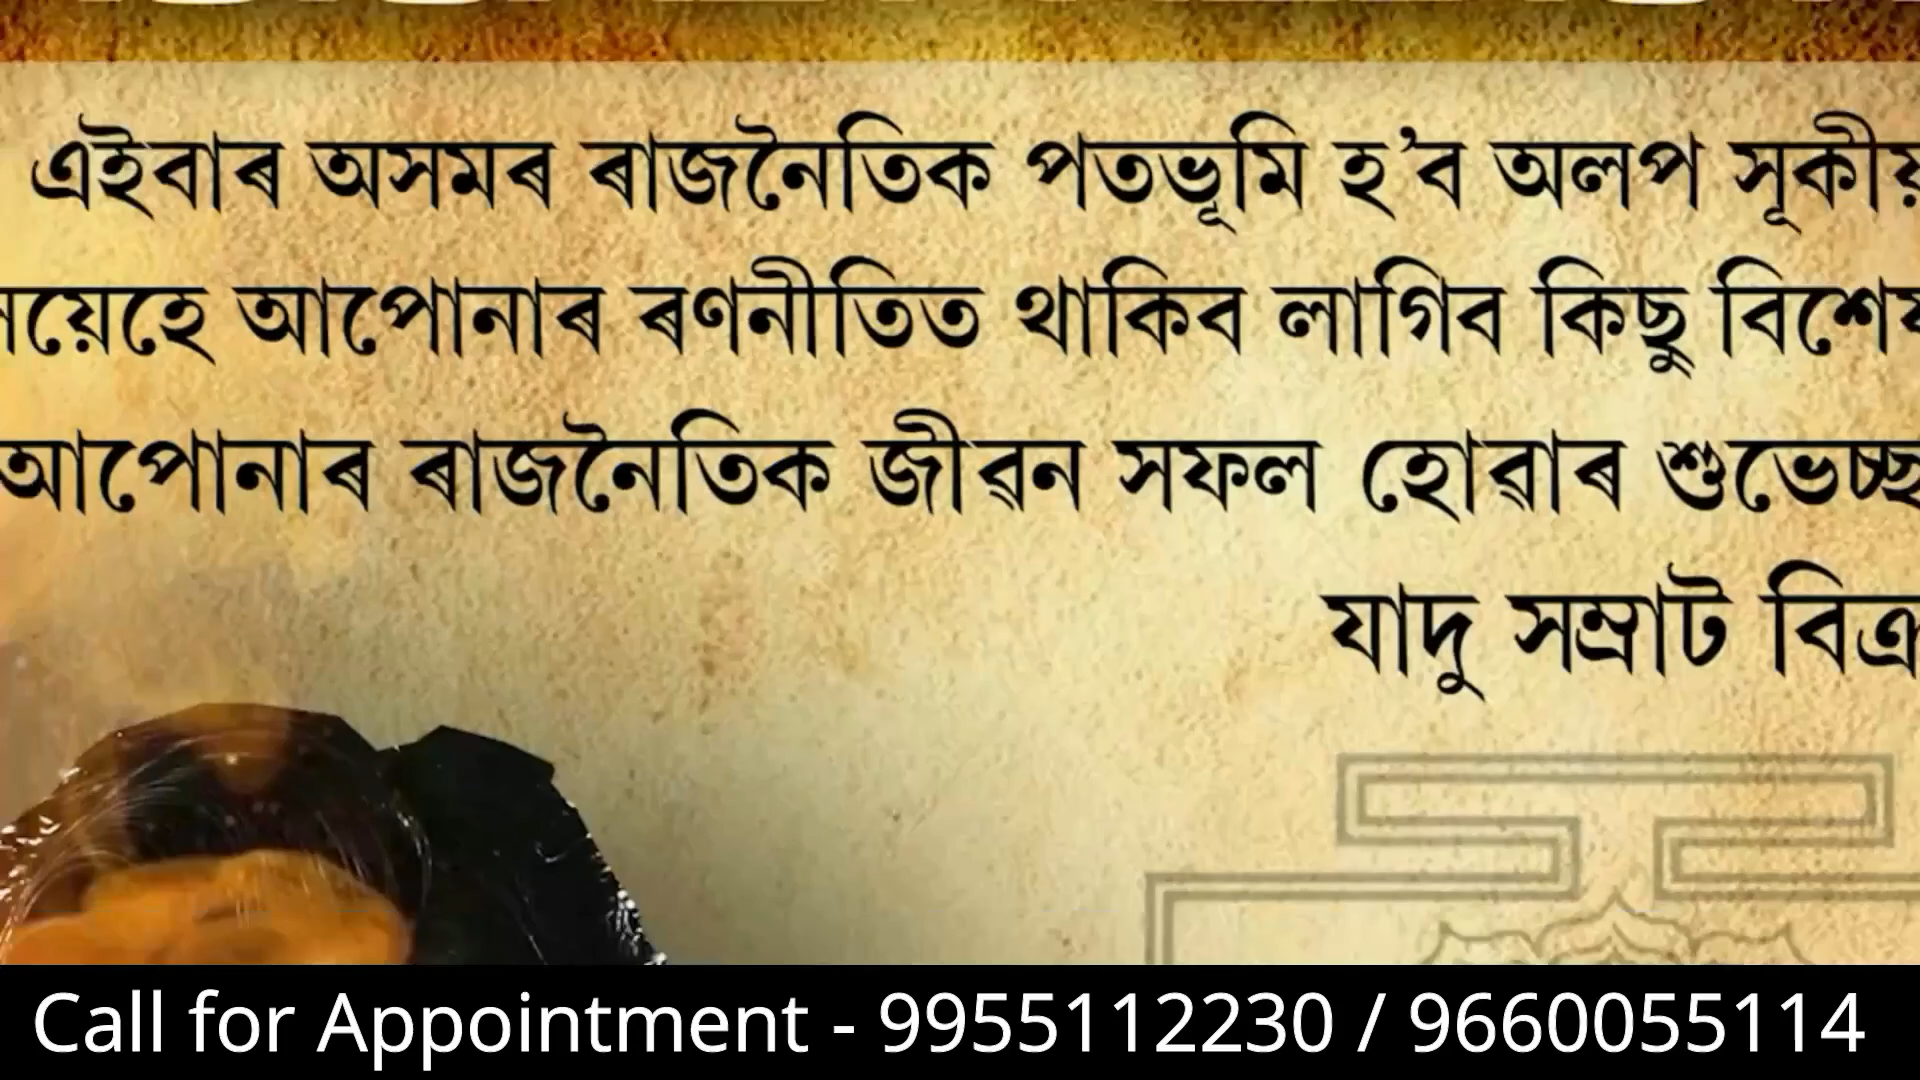 এইবাৰ অসমৰ ৰাজনৈতিক পতভূমি হ'ব অলপ সূকীয়
আপোনাৰ ৰণনীতিত থাকিব লাগিব কিছু
আপোনাৰ ৰাজনৈতিক জীৱন সফল হোৱাৰ
যাদু সম্ৰাট
Call for Appointment - 9955112230 / 9660055114